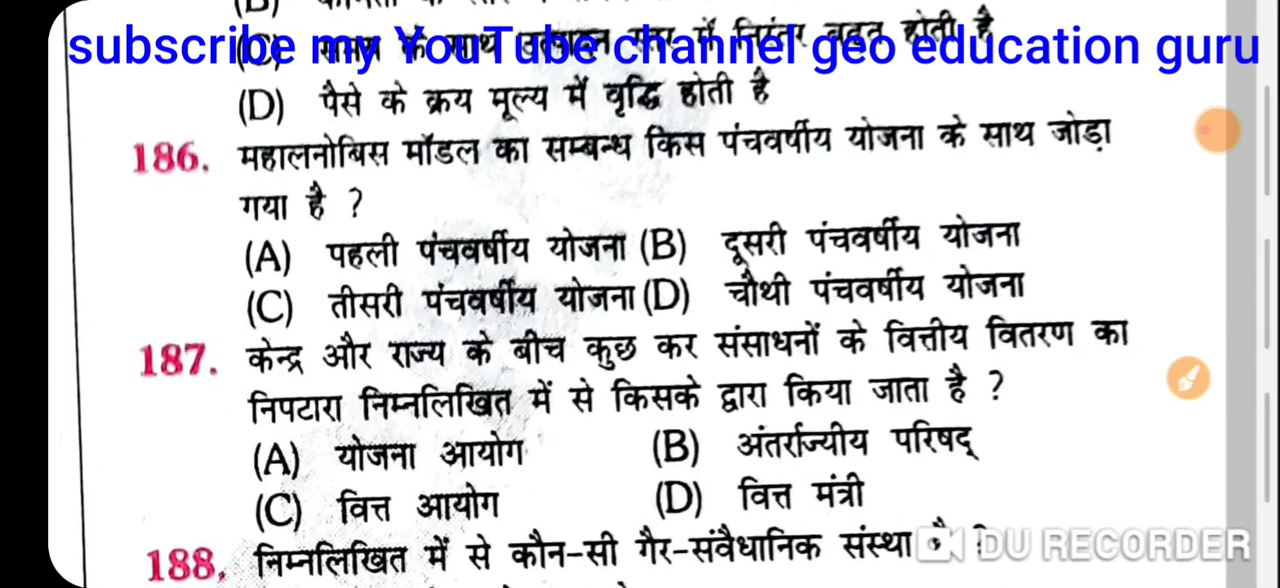 (D) पैसे के क्रय मूल्य में वृद्धि होती है
subscribe my YouTube channel geo education guru
186. महालनोबिस मॉडल का सम्बन्ध किस पंचवर्षीय योजना के साथ जोड़ा
गया है ?
(A) पहली पंचवर्षीय योजना (B) दूसरी पंचवर्षीय योजना
(C) तीसरी पंचवर्षीय योजना (D) चौथी पंचवर्षीय योजना
187. केन्द्र और राज्य के बीच कुछ कर संसाधनों के वित्तीय वितरण का
निपटारा निम्नलिखित में से किसके द्वारा किया जाता है ?
(A) योजना आयोग (B) अंतर्राज्यीय परिषद्
(C) वित्त आयोग (D) वित्त मंत्री
188. निम्नलिखित में से कौन-सी गैर-संवैधानिक संस्था है ?
DU RECORDER